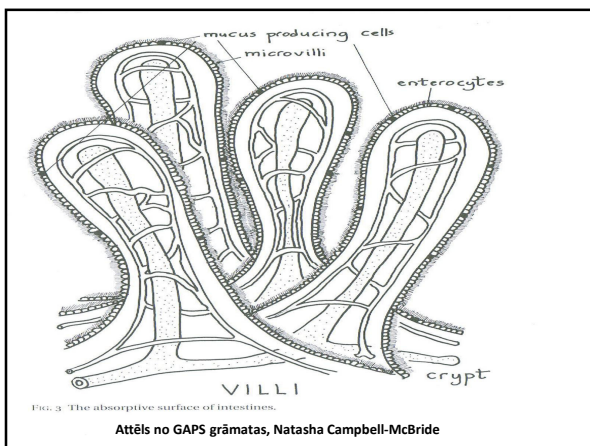 mucus producing cells
microvilli
enterocytes
crypt
VILLI
FIG. 3 The absorptive surface of intestines.
Attēls no GAPS grāmatas, Natasha Campbell-McBride